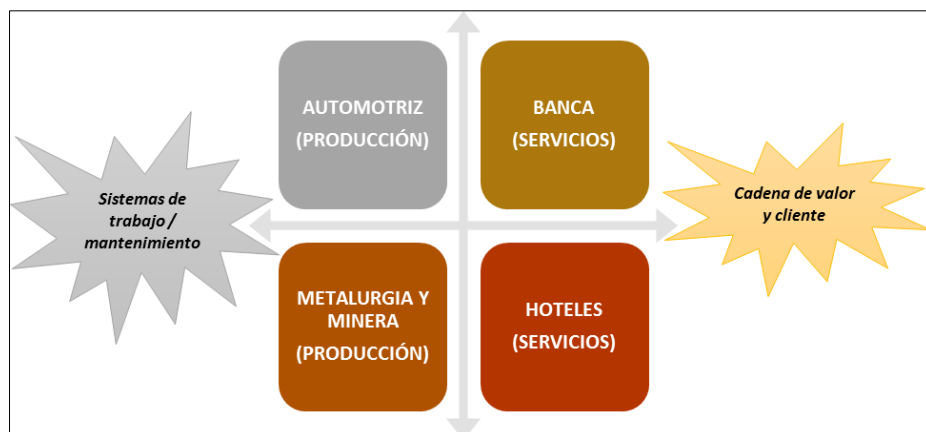 AUTOMOTRIZ
(PRODUCCIÓN)
BANCA
(SERVICIOS)
Sistemas de
trabajo /
mantenimiento
Cadena de valor
y cliente
METALURGIA Y
MINERA
(PRODUCCIÓN)
HOTELES
(SERVICIOS)